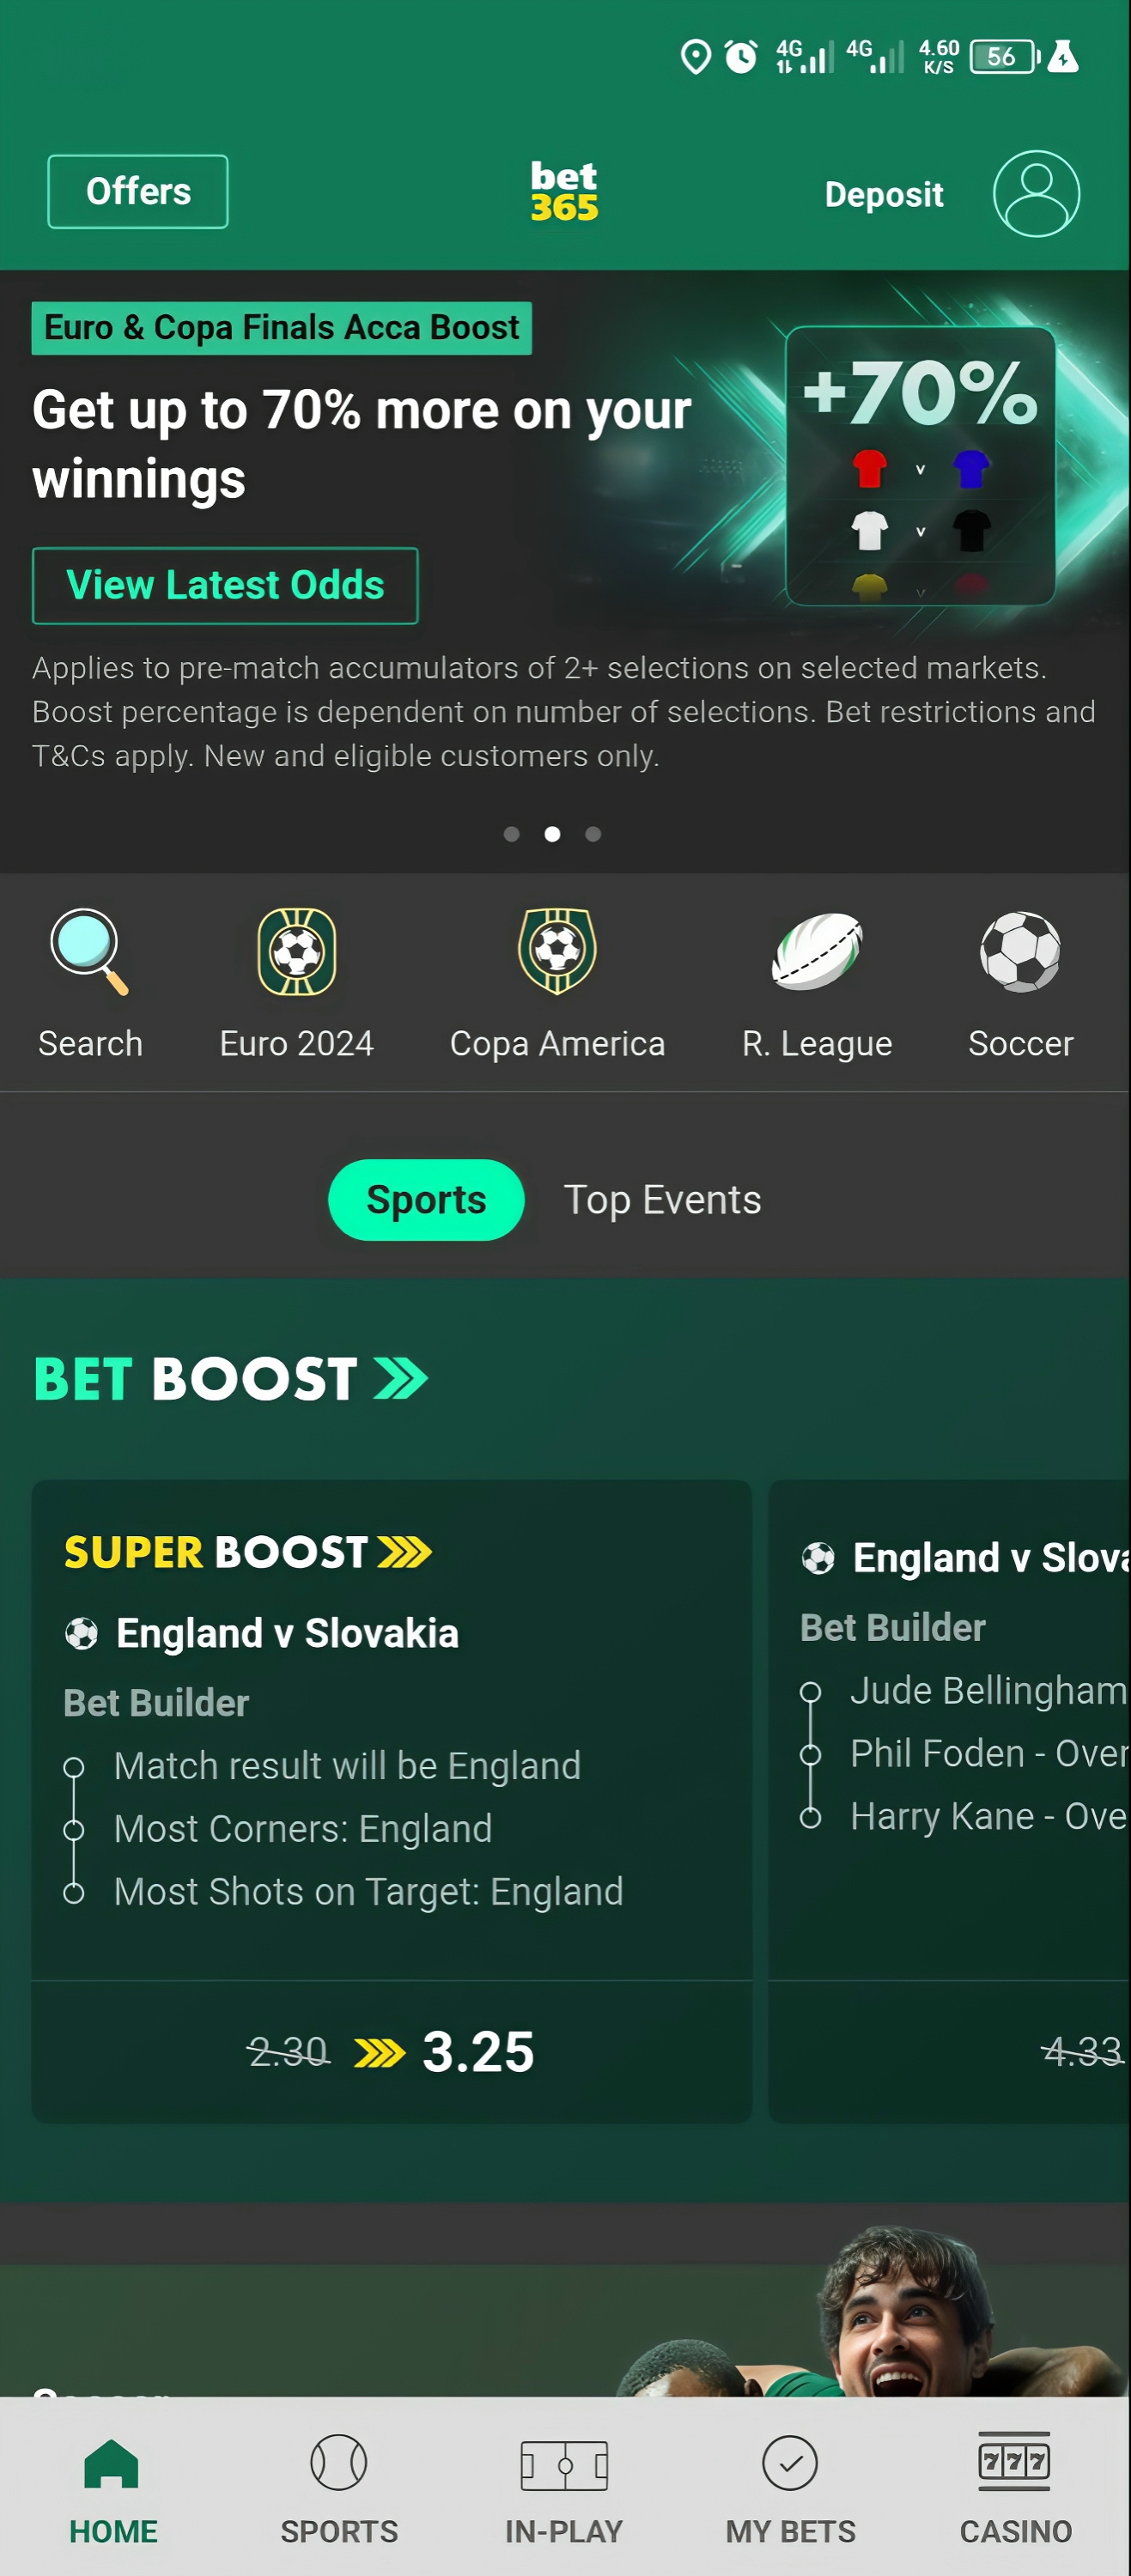 4G 4G 4.60 K/S 56
Offers
bet
365
Deposit
Euro & Copa Finals Acca Boost
Get up to 70% more on your
winnings
+70%
v
v
v
View Latest Odds
Applies to pre-match accumulators of 2+ selections on selected markets.
Boost percentage is dependent on number of selections. Bet restrictions and
T&Cs apply. New and eligible customers only.
Search
Euro 2024
Copa America
R. League
Soccer
Sports
Top Events
BET BOOST
SUPER BOOST
England v Slovakia
Bet Builder
Match result will be England
Most Corners: England
Most Shots on Target: England
2.30 3.25
England v Slova
Bet Builder
Jude Bellingham
Phil Foden - Over
Harry Kane - Ove
4.33
Soccer
777
HOME
SPORTS
IN-PLAY
MY BETS
CASINO